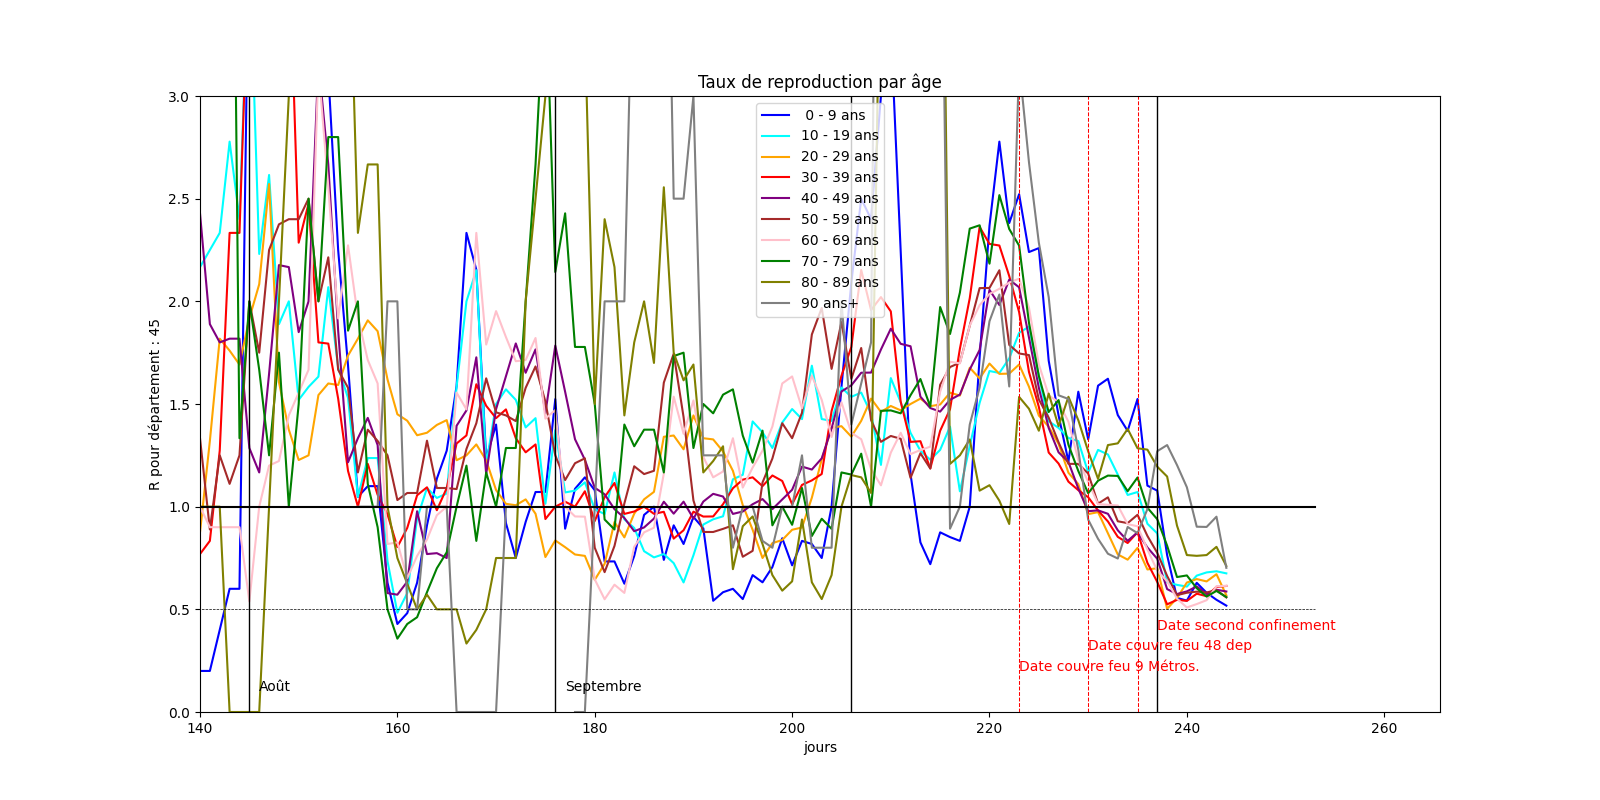 Taux de reproduction par âge
R pour département : 45
3.0
2.5
2.0
1.5
1.0
0.5
0.0
0 - 9 ans
10 - 19 ans
20 - 29 ans
30 - 39 ans
40 - 49 ans
50 - 59 ans
60 - 69 ans
70 - 79 ans
80 - 89 ans
90 ans+
Date second confinement
Date couvre feu 48 dep
Date couvre feu 9 Métros.
Août
Septembre
140 160 180 200 220 240 260
jours